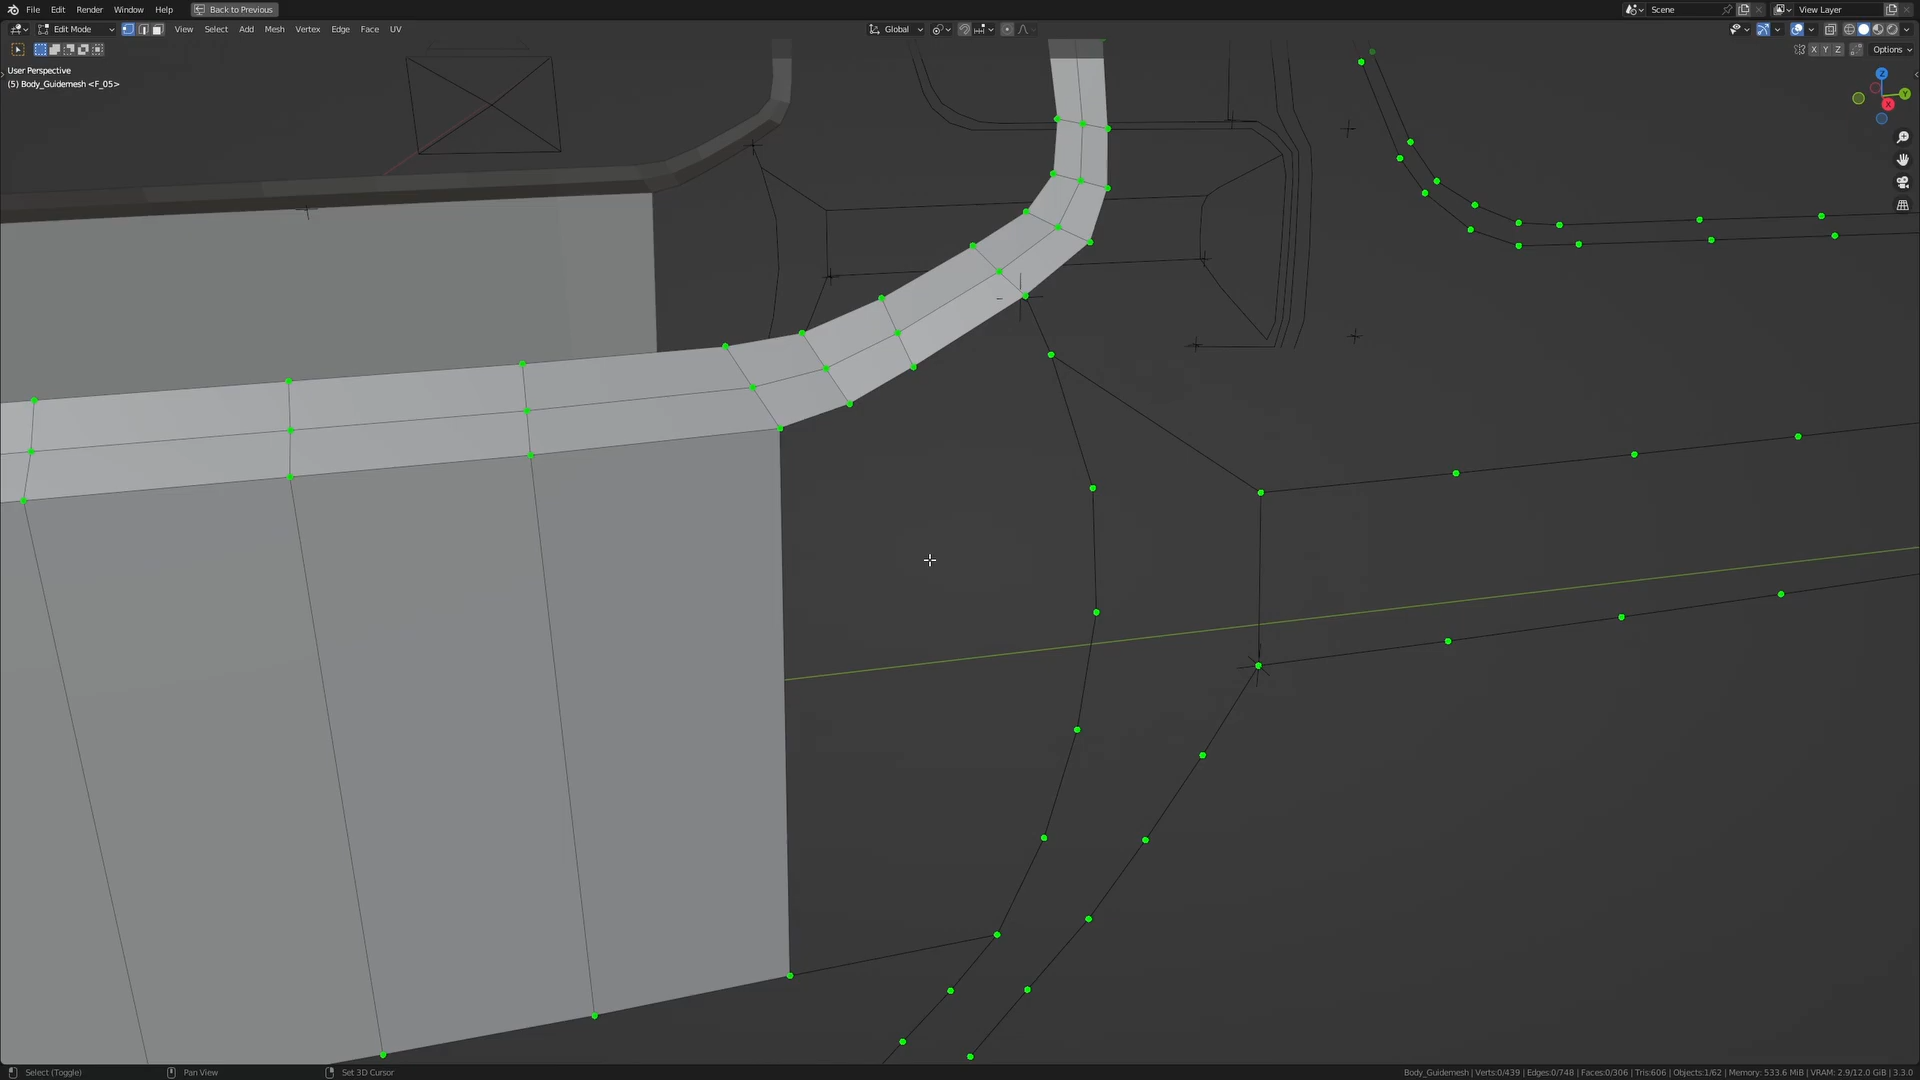 File Edit Render Window Help Back to Previous Scene View Layer
Edit Mode View Select Add Mesh Vertex Edge Face UV Global
X Y Z Options
User Perspective
(5) Body_Guidemesh <F_05>
Z
Y
X
Select (Toggle) Pan View Set 3D Cursor Body_Guidemesh | Verts:0/439 | Edges:0/748 | Faces:0/306 | Tris:606 | Objects:1/62 | Memory: 533.6 MiB | VRAM: 2.9/12.0 GiB | 3.3.0